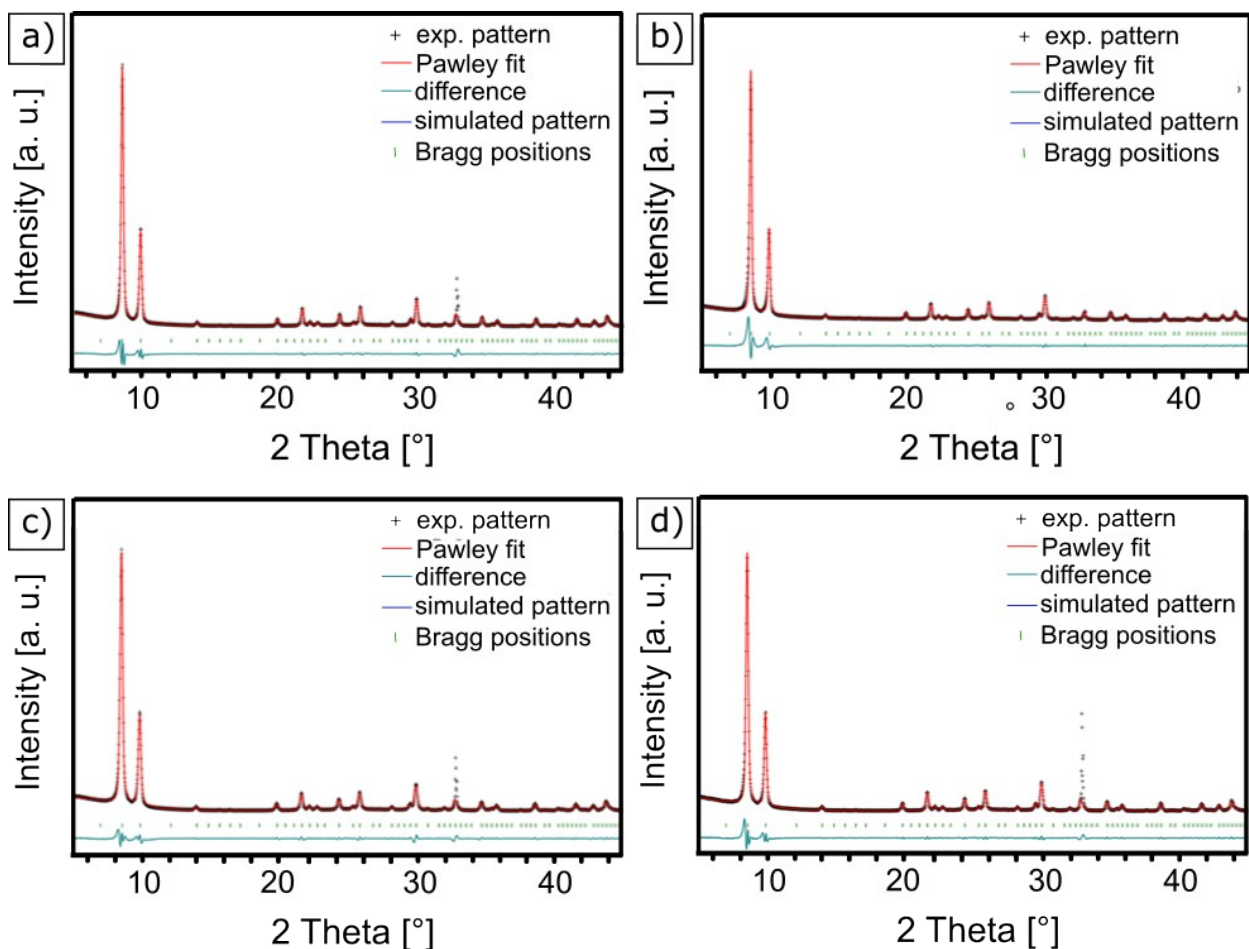 a)
+ exp. pattern
Pawley fit
difference
simulated pattern
Bragg positions
Intensity [a. u.]
10 20 30 40
2 Theta [°]
b)
+ exp. pattern
Pawley fit
difference
simulated pattern
Bragg positions
Intensity [a. u.]
10 20 30 40
2 Theta [°]
c)
+ exp. pattern
Pawley fit
difference
simulated pattern
Bragg positions
Intensity [a. u.]
10 20 30 40
2 Theta [°]
d)
+ exp. pattern
Pawley fit
difference
simulated pattern
Bragg positions
Intensity [a. u.]
10 20 30 40
2 Theta [°]